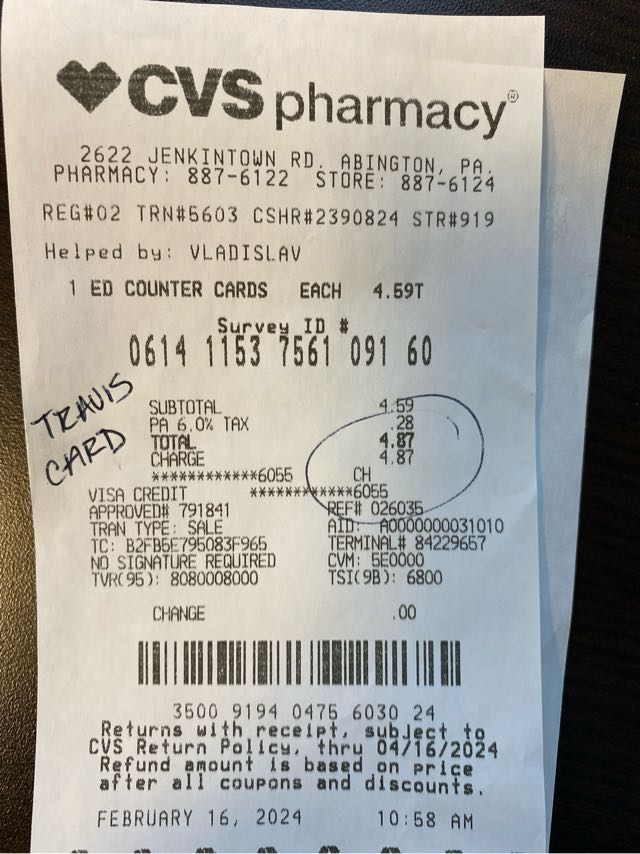 CVS pharmacy®
2622 JENKINTOWN RD. ABINGTON, PA.
PHARMACY: 887-6122 STORE: 887-6124
REG#02 TRN#5603 CSHR#2390824 STR#919
Helped by: VLADISLAV
1 ED COUNTER CARDS EACH 4.59T
Survey ID #
0614 1153 7561 091 60
TRAVIS
CARD
SUBTOTAL 4.59
PA 6.0% TAX .28
TOTAL 4.87
CHARGE 4.87
************6055 CH
VISA CREDIT ************6055
APPROVED# 791841 REF# 026035
TRAN TYPE: SALE AID: A0000000031010
TC: B2FB5E795083F965 TERMINAL# 84229657
NO SIGNATURE REQUIRED CVM: 5E0000
TVR(95): 8080008000 TSI(9B): 6800
CHANGE .00
3500 9194 0475 6030 24
Returns with receipt, subject to
CVS Return Policy, thru 04/16/2024
Refund amount is based on price
after all coupons and discounts.
FEBRUARY 16, 2024 10:58 AM